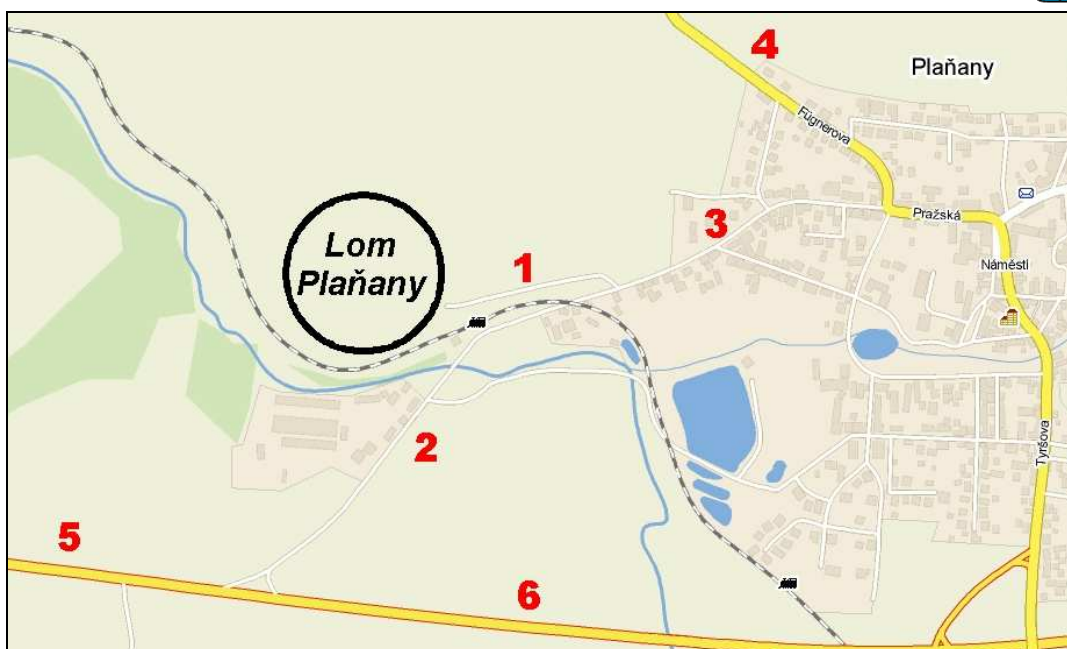 4
Plaňany
Fügnerova
3
Pražská
Lom
Plaňany
1
Náměstí
2
Tyršova
5
6